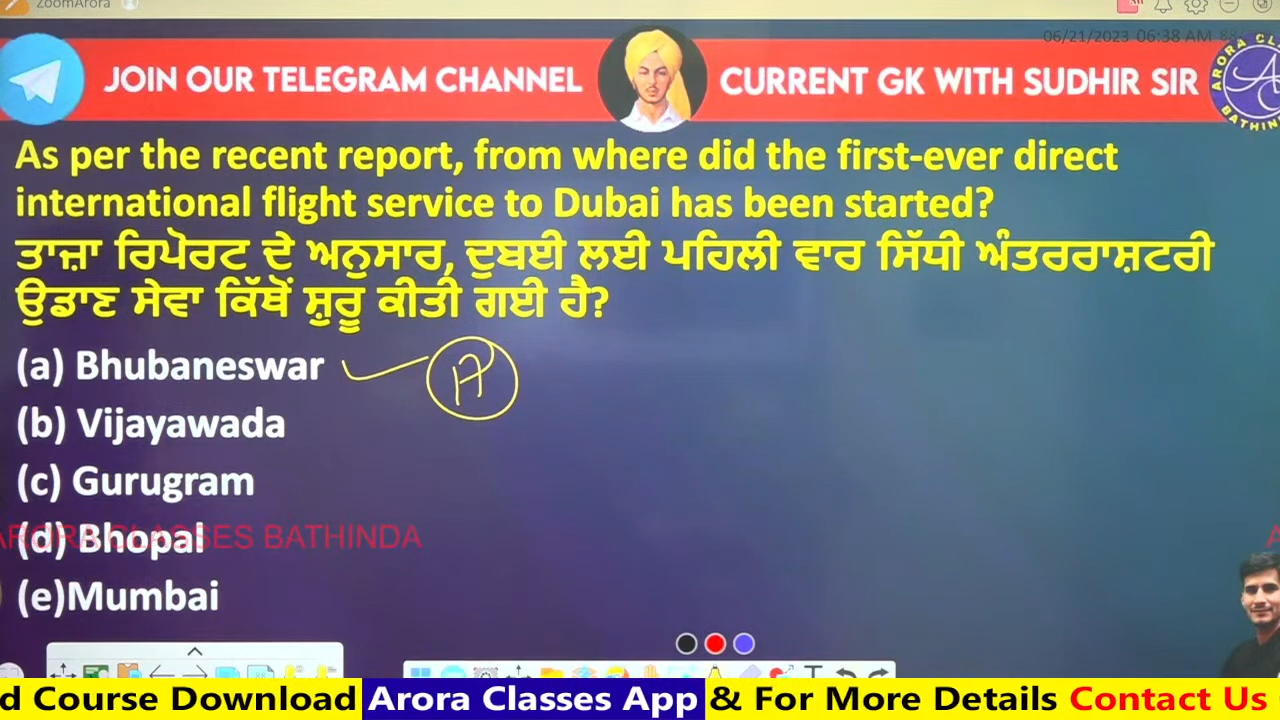 ZoomArora
06/21/2023 06:38 AM
JOIN OUR TELEGRAM CHANNEL
CURRENT GK WITH SUDHIR SIR
ARORA
BATHIND
As per the recent report, from where did the first-ever direct
international flight service to Dubai has been started?
ਤਾਜ਼ਾ ਰਿਪੋਰਟ ਦੇ ਅਨੁਸਾਰ, ਦੁਬਈ ਲਈ ਪਹਿਲੀ ਵਾਰ ਸਿੱਧੀ ਅੰਤਰਰਾਸ਼ਟਰੀ
ਉਡਾਣ ਸੇਵਾ ਕਿੱਥੋਂ ਸ਼ੁਰੂ ਕੀਤੀ ਗਈ ਹੈ?
(a) Bhubaneswar
(b) Vijayawada
(c) Gurugram
ARORA CLASSES BATHINDA
(d) Bhopal
(e)Mumbai
d Course Download Arora Classes App & For More Details Contact Us